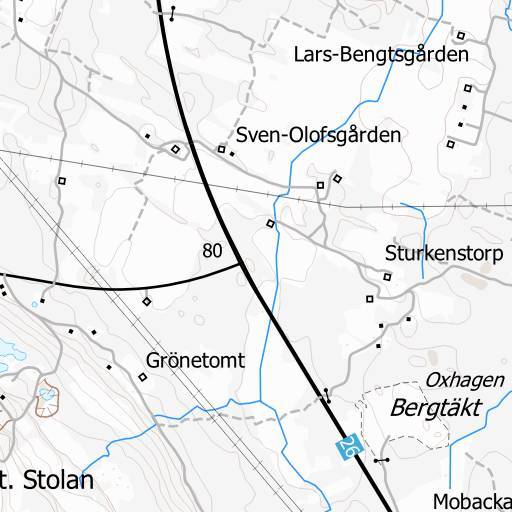 Lars-Bengtsgården
Sven-Olofsgården
80
Sturkenstorp
Grönetomt
Oxhagen
Bergtäkt
26
t. Stolan
Mobacka